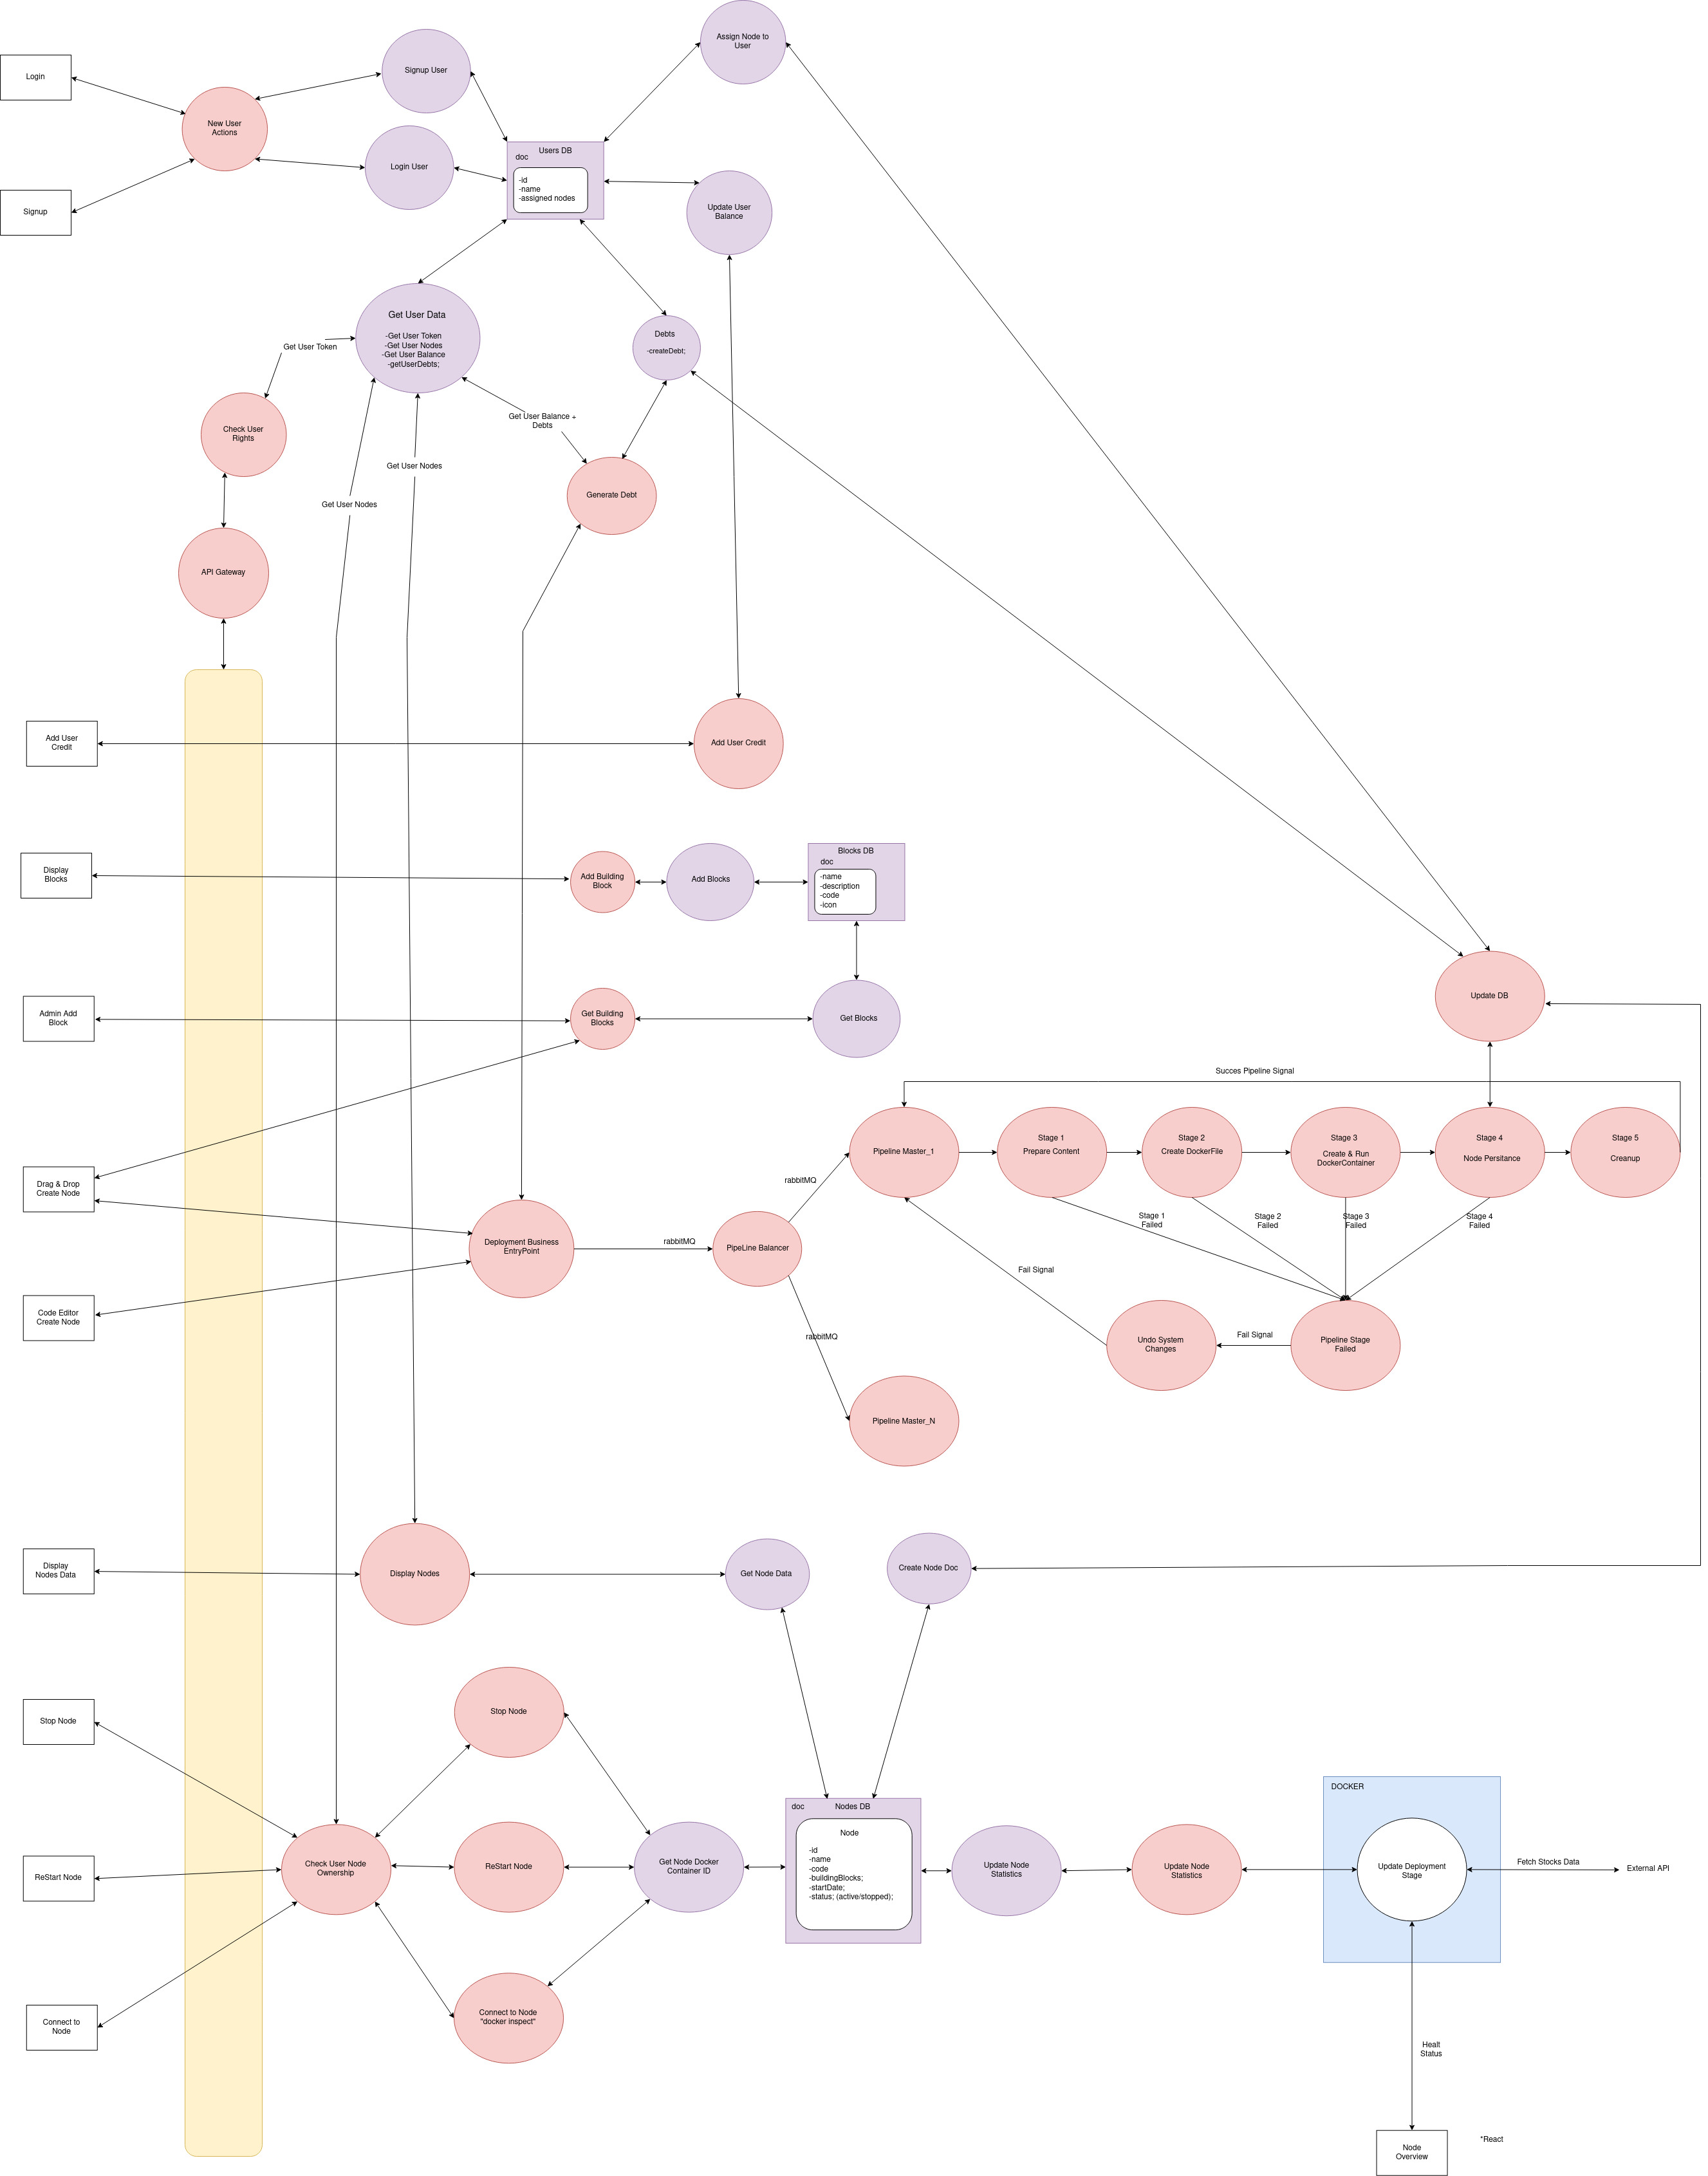 Assign Node to
User
Signup User
Login
New User
Actions
Users DB
doc
-id
-name
-assigned nodes
Login User
Signup
Update User
Balance
Get User Data
-Get User Token
-Get User Nodes
-Get User Balance
-getUserDebts;
Get User Token
Debts
-createDebt;
Get User Balance +
Debts
Check User
Rights
Get User Nodes
Get User Nodes
Generate Debt
API Gateway
Add User
Credit
Add User Credit
Display
Blocks
Add Building
Block
Add Blocks
Blocks DB
doc
-name
-description
-code
-icon
Admin Add
Block
Get Building
Blocks
Get Blocks
Update DB
Succes Pipeline Signal
Drag & Drop
Create Node
rabbitMQ
Pipeline Master_1
Stage 1
Prepare Content
Stage 2
Create DockerFile
Stage 3
Create & Run
DockerContainer
Stage 4
Node Persitance
Stage 5
Creanup
Stage 1
Failed
Stage 2
Failed
Stage 3
Failed
Stage 4
Failed
Deployment Business
EntryPoint
rabbitMQ
PipeLine Balancer
Fail Signal
Code Editor
Create Node
rabbitMQ
Undo System
Changes
Fail Signal
Pipeline Stage
Failed
Pipeline Master_N
Display
Nodes Data
Display Nodes
Get Node Data
Create Node Doc
Stop Node
Stop Node
DOCKER
doc
Nodes DB
Node
-id
-name
-code
-buildingBlocks;
-startDate;
-status; (active/stopped);
ReStart Node
Check User Node
Ownership
ReStart Node
Get Node Docker
Container ID
Update Node
Statistics
Update Node
Statistics
Update Deployment
Stage
Fetch Stocks Data
External API
Connect to
Node
Connect to Node
"docker inspect"
Healt
Status
Node
Overview
*React